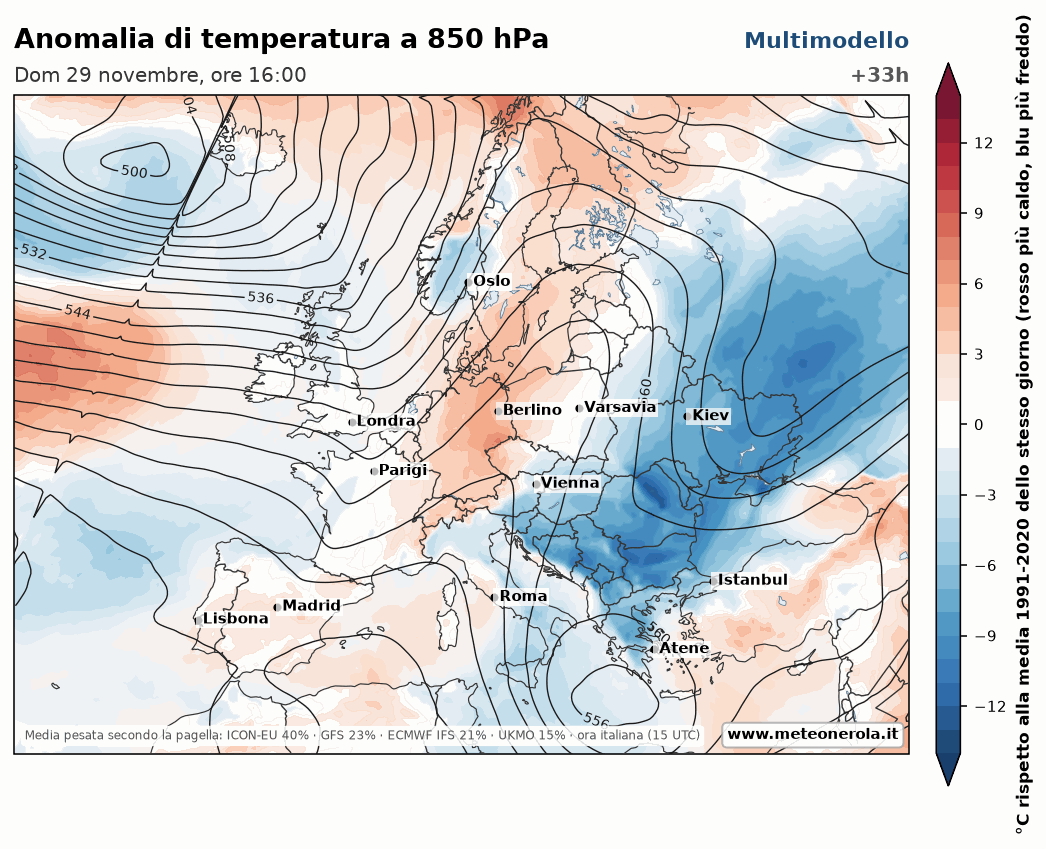 Anomalia di temperatura a 850 hPa
Multimodello
Dom 29 novembre, ore 16:00
+33h
500
508
532
536
544
Oslo
Berlino
Varsavia
Kiev
Londra
Parigi
Vienna
Istanbul
Roma
Madrid
Lisbona
Atene
556
Media pesata secondo la pagella: ICON-EU 40% · GFS 23% · ECMWF IFS 21% · UKMO 15% · ora italiana (15 UTC)
www.meteonerola.it
12
9
6
3
0
−3
−6
−9
−12
°C rispetto alla media 1991-2020 dello stesso giorno (rosso più caldo, blu più freddo)